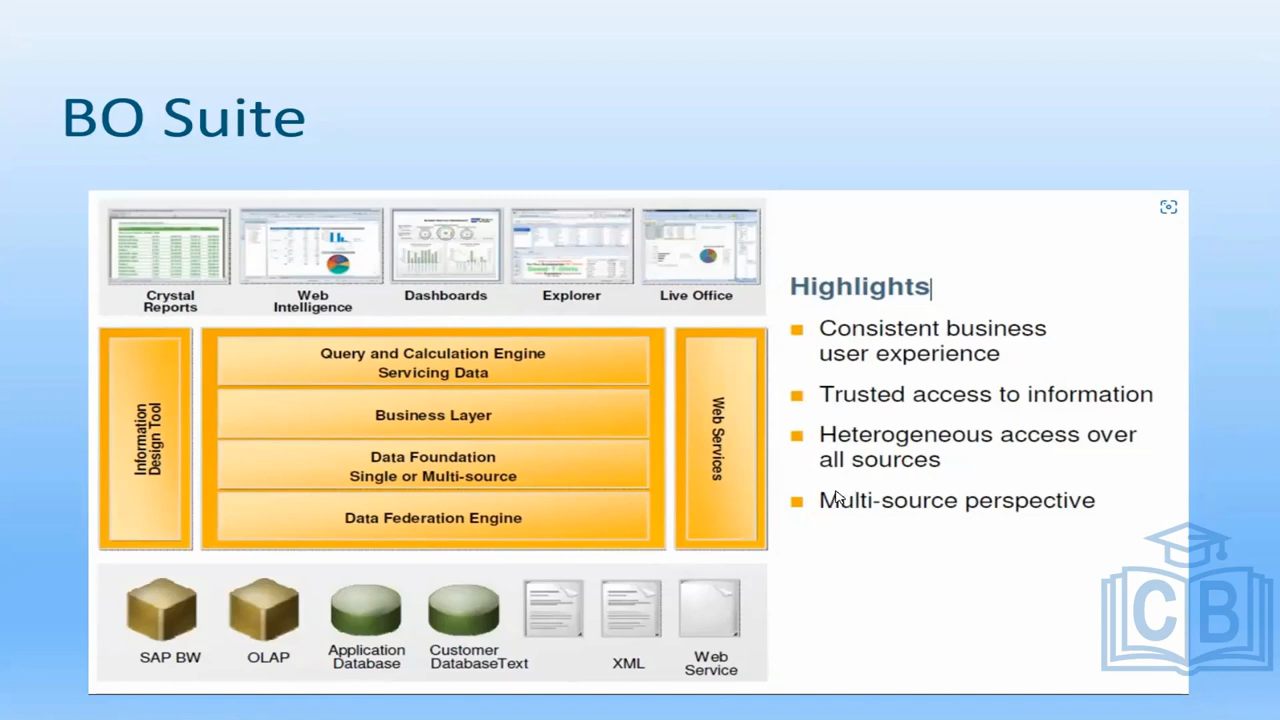 BO Suite
Crystal
Reports
Web
Intelligence
Dashboards
Explorer
Live Office
Information
Design Tool
Query and Calculation Engine
Servicing Data
Business Layer
Data Foundation
Single or Multi-source
Data Federation Engine
Web Services
SAP BW
OLAP
Application
Database
Customer
DatabaseText
XML
Web
Service
Highlights
Consistent business
user experience
Trusted access to information
Heterogeneous access over
all sources
Multi-source perspective
CB